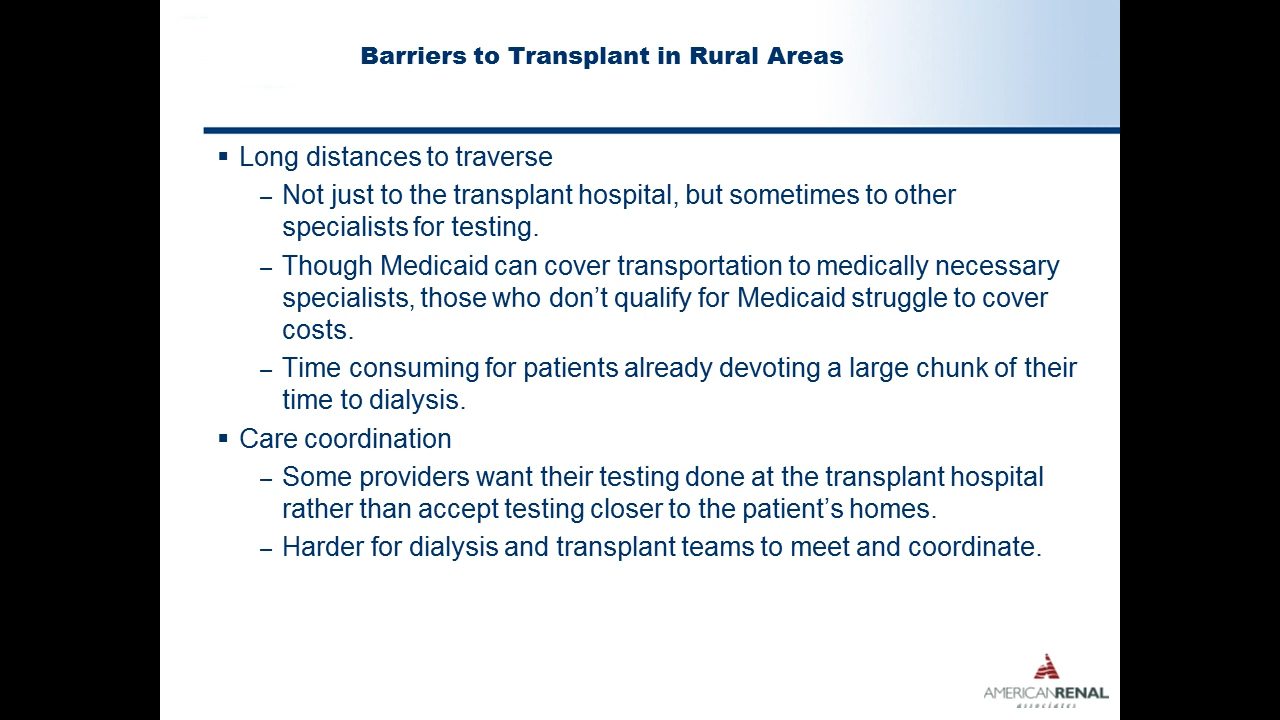 Barriers to Transplant in Rural Areas
▪ Long distances to traverse
– Not just to the transplant hospital, but sometimes to other
specialists for testing.
– Though Medicaid can cover transportation to medically necessary
specialists, those who don’t qualify for Medicaid struggle to cover
costs.
– Time consuming for patients already devoting a large chunk of their
time to dialysis.
▪ Care coordination
– Some providers want their testing done at the transplant hospital
rather than accept testing closer to the patient’s homes.
– Harder for dialysis and transplant teams to meet and coordinate.
AMERICANRENAL
associates